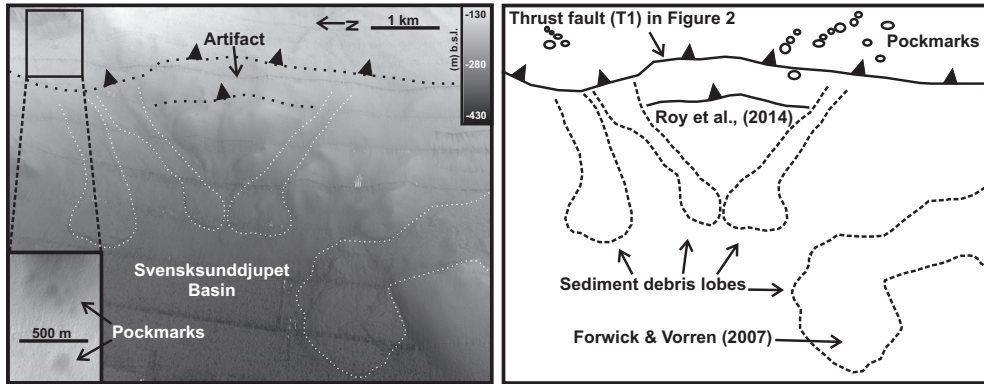 1 km
N
Artifact
-130
-280
-430
(m) b.s.l.
Svensksunddjupet
Basin
Pockmarks
500 m
Thrust fault (T1) in Figure 2
Pockmarks
Roy et al., (2014)
Sediment debris lobes
Forwick & Vorren (2007)